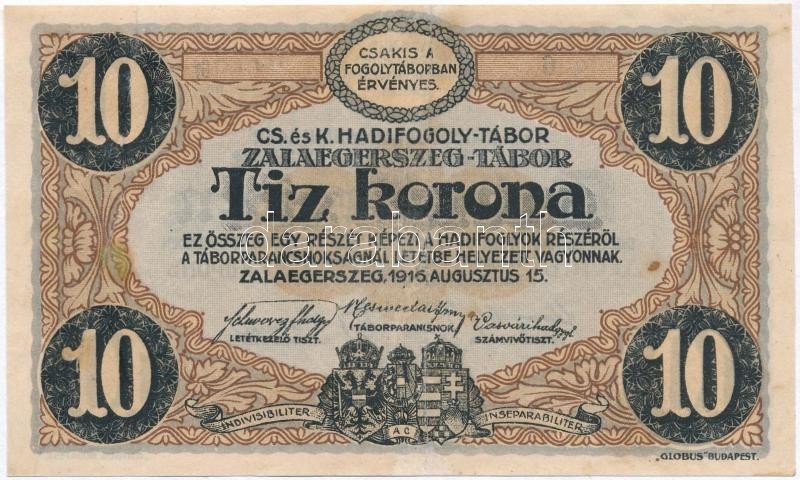 10
CSAKIS A
FOGOLYTÁBORBAN
ÉRVÉNYES.
10
CS. és K. HADIFOGOLY-TÁBOR
ZALAEGERSZEG-TÁBOR
Tiz korona
EZ ÖSSZEG EGY RÉSZÉT KÉPEZI A HADIFOGLYOK RÉSZÉRŐL
A TÁBORPARANCSNOKSÁGNÁL LETÉTBE HELYEZETT VAGYONNAK.
ZALAEGERSZEG, 1916. AUGUSZTUS 15.
LETÉTKEZELŐ TISZT.
TÁBORPARANCSNOK
SZÁMVIVŐTISZT.
10
10
INDIVISIBILITER
AC
INSEPARABILITER
„GLOBUS" BUDAPEST.
darabanth